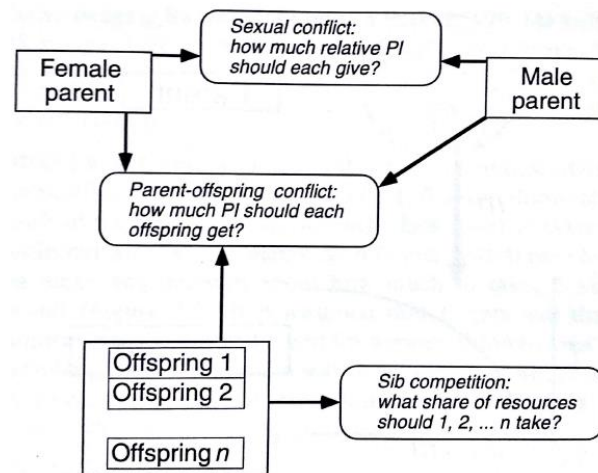 Sexual conflict:
how much relative PI
should each give?
Female
parent
Male
parent
Parent-offspring conflict:
how much PI should each
offspring get?
Offspring 1
Offspring 2
Offspring n
Sib competition:
what share of resources
should 1, 2, ... n take?